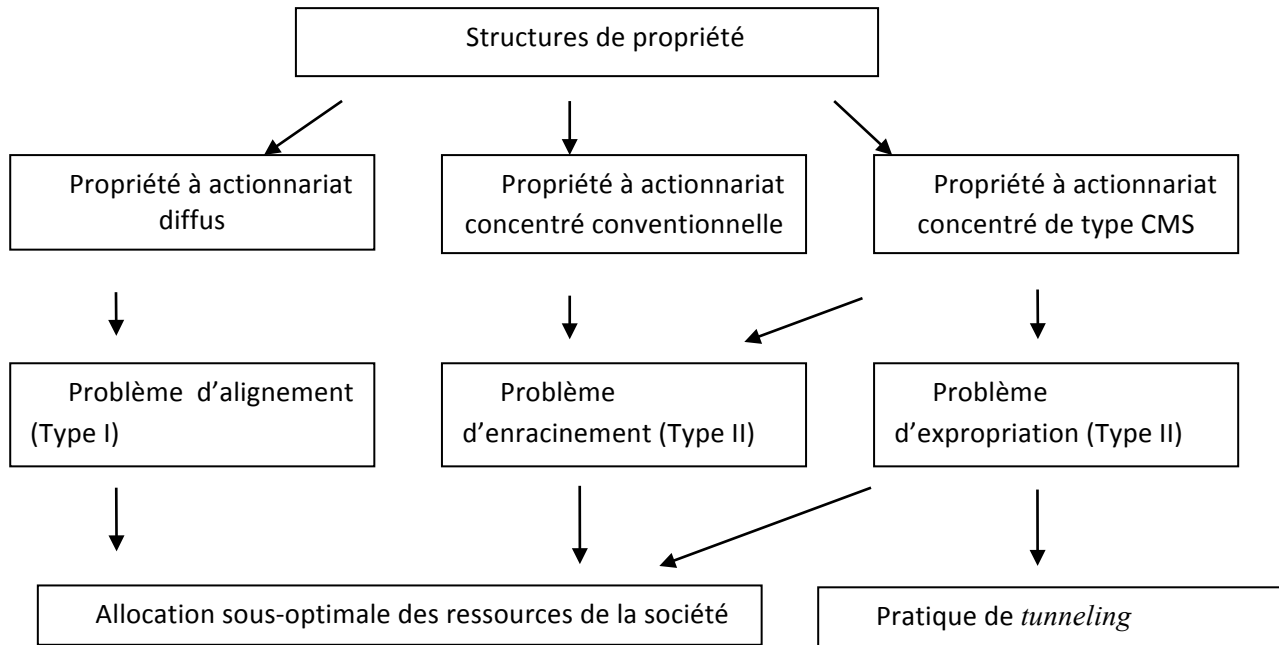 Structures de propriété
Propriété à actionnariat
diffus
Propriété à actionnariat
concentré conventionnelle
Propriété à actionnariat
concentré de type CMS
Problème d’alignement
(Type I)
Problème
d’enracinement (Type II)
Problème
d’expropriation (Type II)
Allocation sous-optimale des ressources de la société
Pratique de tunneling